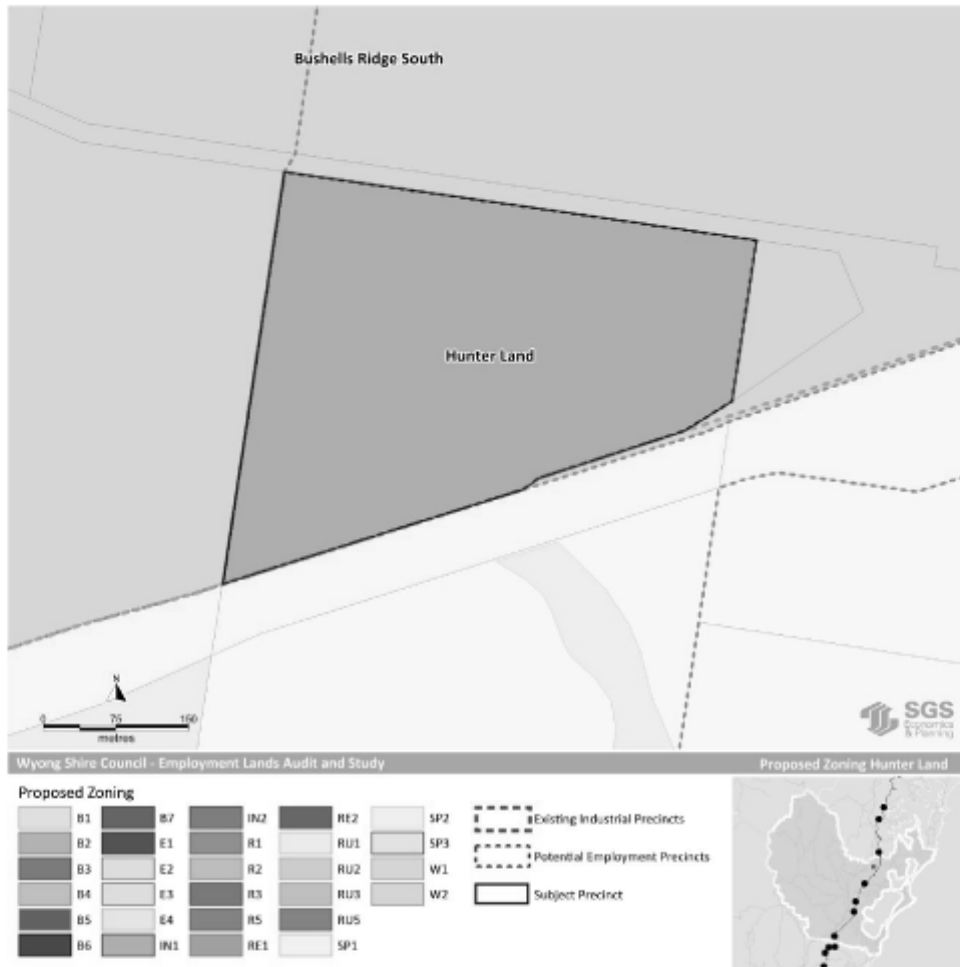 Bushells Ridge South
Hunter Land
N
0 75 150
metres
SGS
Economics
& Planning
Wyong Shire Council - Employment Lands Audit and Study Proposed Zoning Hunter Land
Proposed Zoning
B1 B7 IN2 RE2 SP2 Existing Industrial Precincts
B2 E1 R1 RU1 SP3
B3 E2 R2 RU2 W1 Potential Employment Precincts
B4 E3 R3 RU3 W2 Subject Precinct
B5 E4 R5 RU5
B6 IN1 RE1 SP1